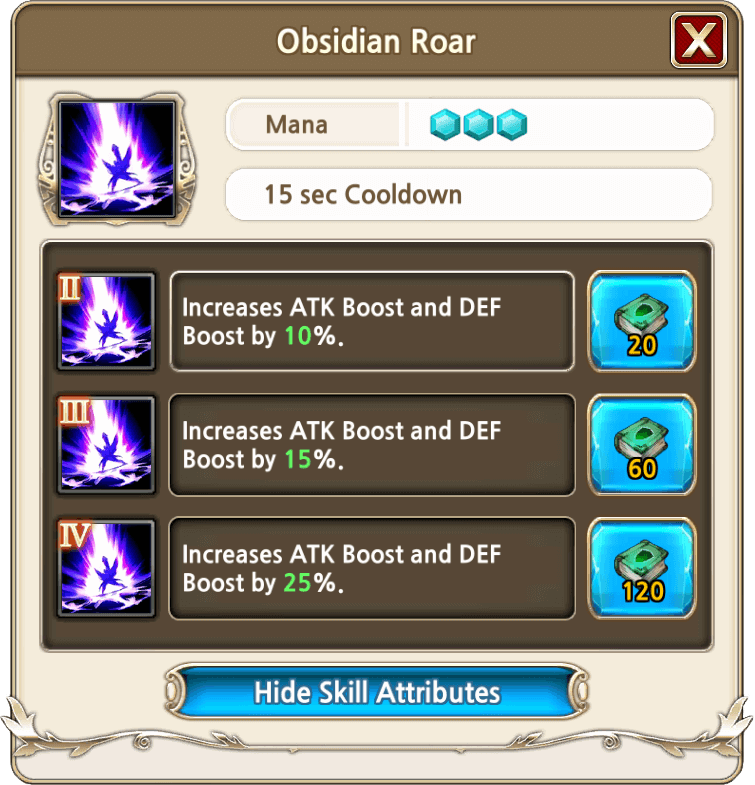 Obsidian Roar
X
Mana
15 sec Cooldown
II
Increases ATK Boost and DEF
Boost by 10%.
20
III
Increases ATK Boost and DEF
Boost by 15%.
60
IV
Increases ATK Boost and DEF
Boost by 25%.
120
Hide Skill Attributes